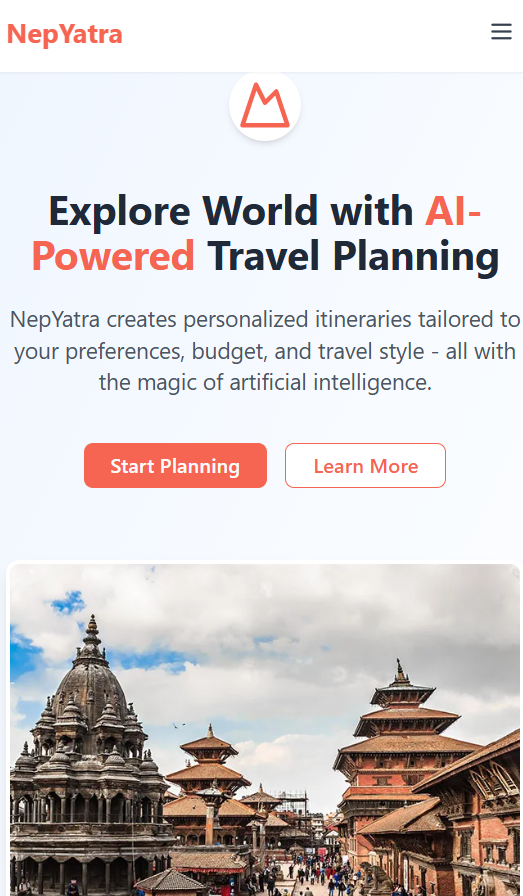 NepYatra
Explore World with AI-
Powered Travel Planning
NepYatra creates personalized itineraries tailored to
your preferences, budget, and travel style - all with
the magic of artificial intelligence.
Start Planning
Learn More